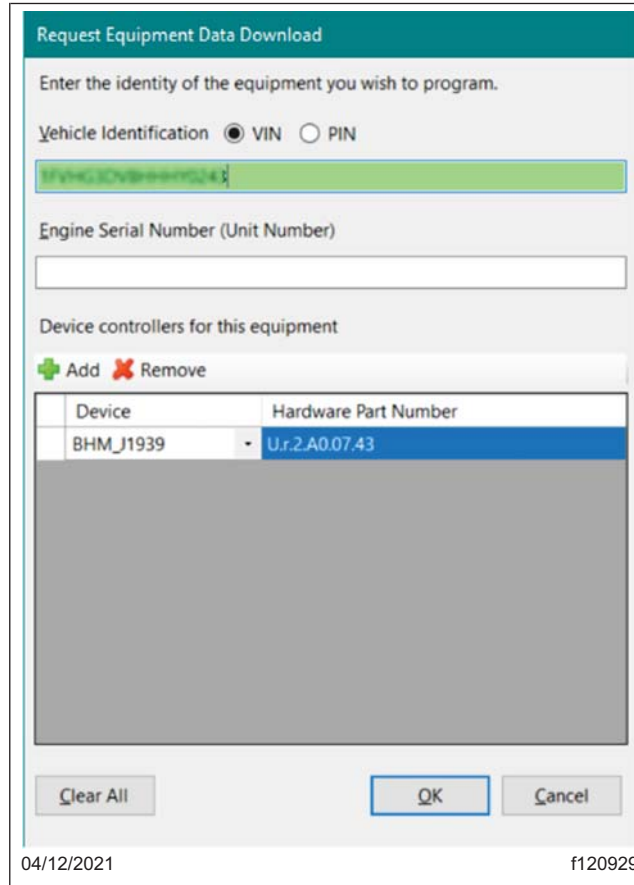 Request Equipment Data Download
Enter the identity of the equipment you wish to program.
Vehicle Identification VIN PIN
Engine Serial Number (Unit Number)
Device controllers for this equipment
Add Remove
Device Hardware Part Number
BHM_J1939 U.r.2.A0.07.43
Clear All OK Cancel
04/12/2021 f120929